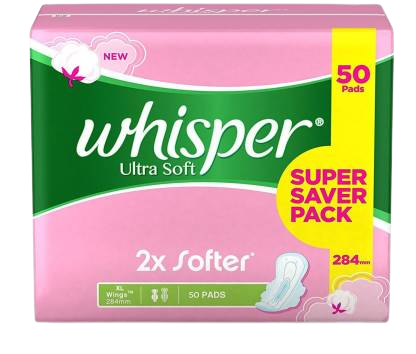 NEW
50
Pads
whisper®
Ultra Soft
SUPER
SAVER
PACK
284mm
2x Softer*
XL
Wings™
284mm
50 PADS